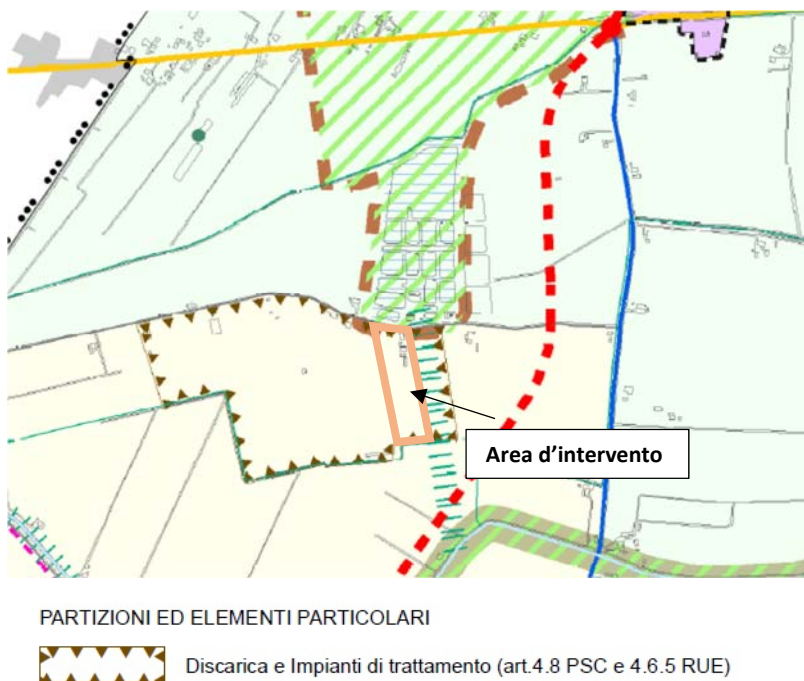 Area d'intervento
PARTIZIONI ED ELEMENTI PARTICOLARI
Discarica e Impianti di trattamento (art.4.8 PSC e 4.6.5 RUE)